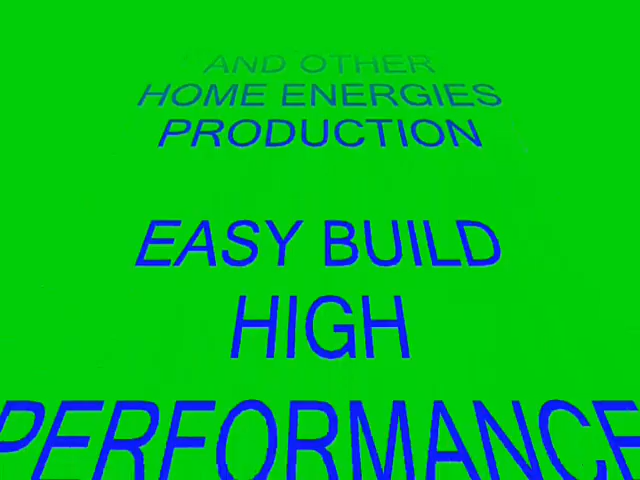 AND OTHER
HOME ENERGIES
PRODUCTION
EASY BUILD
HIGH
PERFORMANCE